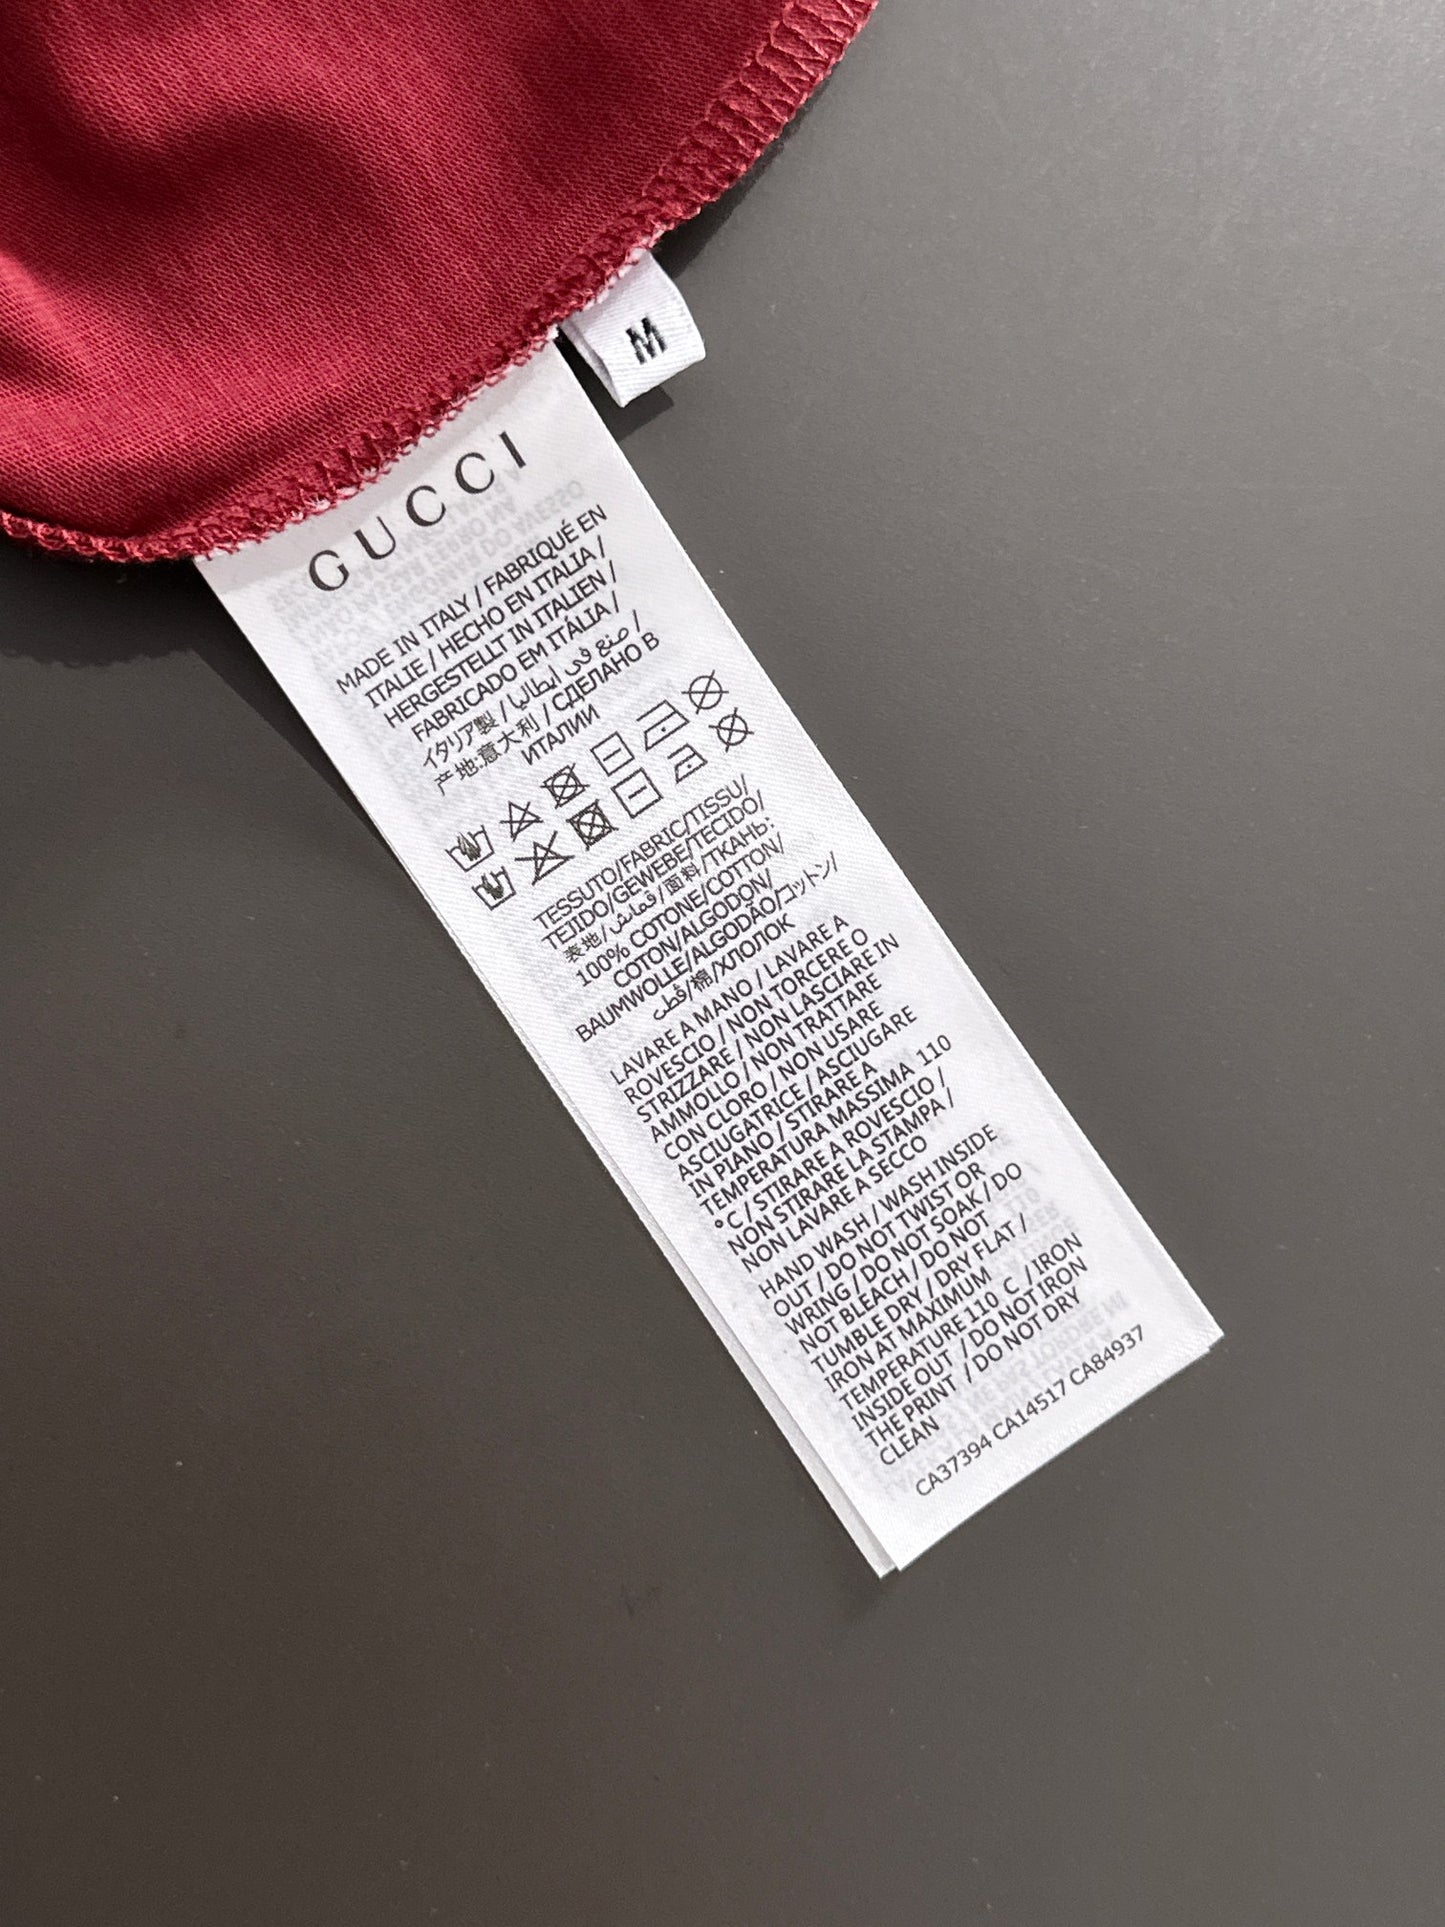 M
GUCCI
MADE IN ITALY / FABRIQUÉ EN
ITALIE / HECHO EN ITALIA /
HERGESTELLT IN ITALIEN /
FABRICADO EM ITÁLIA /
イタリア製 / صنع في ايطاليا /
产地:意大利 / СДЕЛАНО В
ИТАЛИИ
TESSUTO/FABRIC/TISSU/
TEJIDO/GEWEBE/TECIDO/
表地/قماش/面料/ТКАНЬ:
100% COTONE/COTTON/
COTON/ALGODON/
BAUMWOLLE/ALGODÃO/コットン/
قطن/棉/ХЛОПОК
LAVARE A MANO / LAVARE A
ROVESCIO / NON TORCERE O
STRIZZARE / NON LASCIARE IN
AMMOLLO / NON TRATTARE
CON CLORO / NON USARE
ASCIUGATRICE / ASCIUGARE
IN PIANO / STIRARE A
TEMPERATURA MASSIMA 110
°C / STIRARE A ROVESCIO /
NON STIRARE LA STAMPA /
NON LAVARE A SECCO
HAND WASH / WASH INSIDE
OUT / DO NOT TWIST OR
WRING / DO NOT SOAK / DO
NOT BLEACH / DO NOT
TUMBLE DRY / DRY FLAT /
IRON AT MAXIMUM
TEMPERATURE 110 C / IRON
INSIDE OUT / DO NOT IRON
THE PRINT / DO NOT DRY
CLEAN
CA37394 CA14517 CA84937